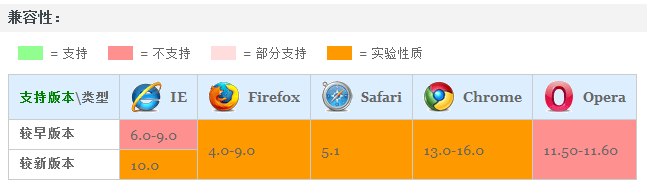 兼容性：
= 支持 = 不支持 = 部分支持 = 实验性质
支持版本\类型 IE Firefox Safari Chrome Opera
较早版本 6.0-9.0 4.0-9.0 5.1 13.0-16.0 11.50-11.60
较新版本 10.0